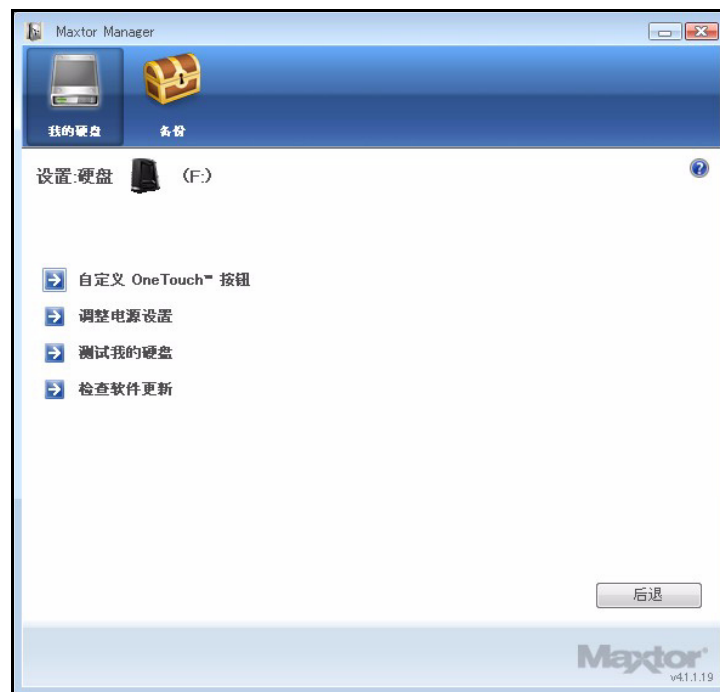 Maxtor Manager
我的硬盘 备份
设置:硬盘 (F:)
自定义 OneTouch™ 按钮
调整电源设置
测试我的硬盘
检查软件更新
后退
Maxtor
v4.1.1.19